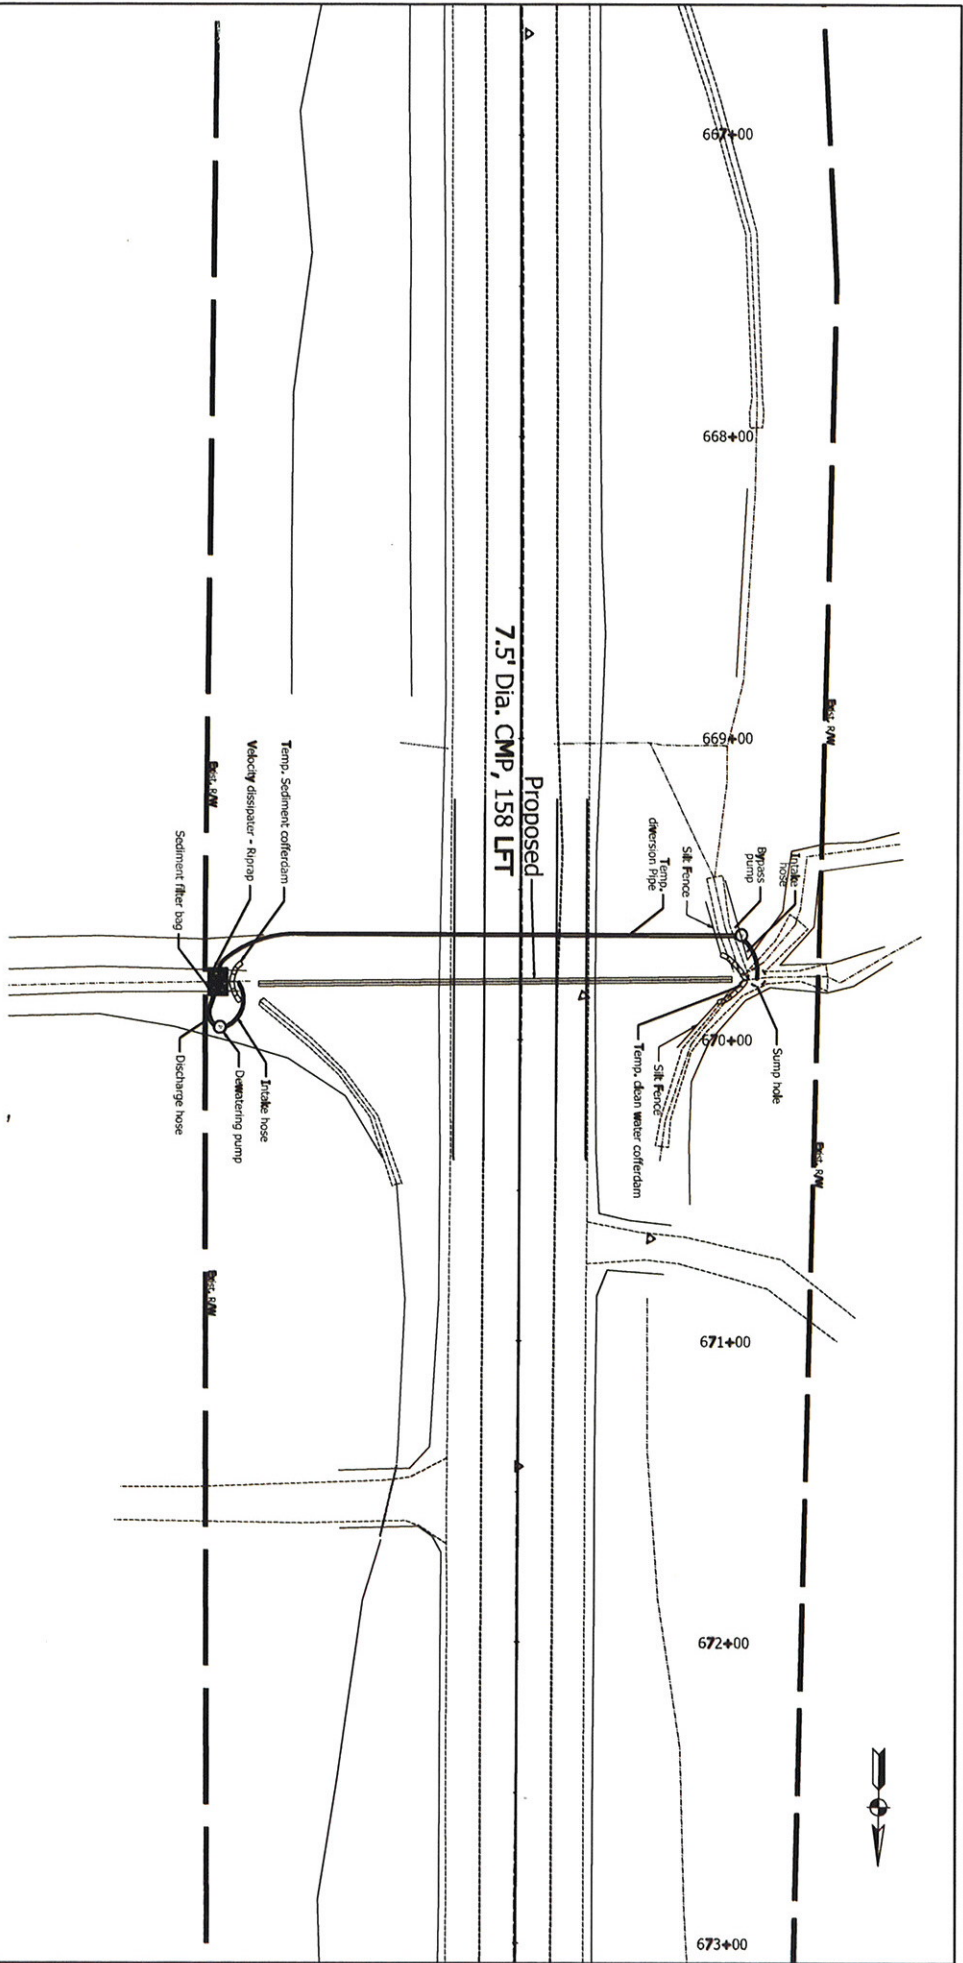 667+00
668+00
669+00
670+00
671+00
672+00
673+00
Exist. R/W
Exist. R/W
Exist. R/W
Exist. R/W
Proposed
7.5' Dia. CMP, 158 LFT
Intake
hose
Bypass
pump
Silt Fence
Temp.
diversion Pipe
Sump hole
Silt Fence
Temp. clean water cofferdam
Temp. Sediment cofferdam
Velocity dissipater - Riprap
Sediment filter bag
Intake hose
Dewatering pump
Discharge hose